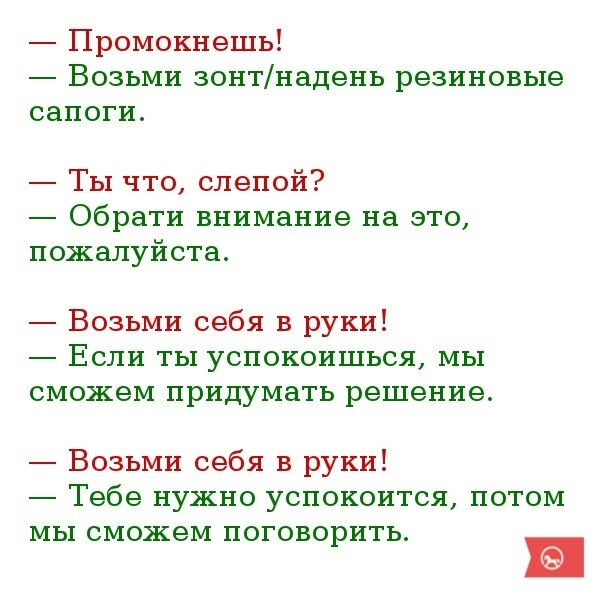 — Промокнешь!
— Возьми зонт/надень резиновые
сапоги.
— Ты что, слепой?
— Обрати внимание на это,
пожалуйста.
— Возьми себя в руки!
— Если ты успокоишься, мы
сможем придумать решение.
— Возьми себя в руки!
— Тебе нужно успокоится, потом
мы сможем поговорить.